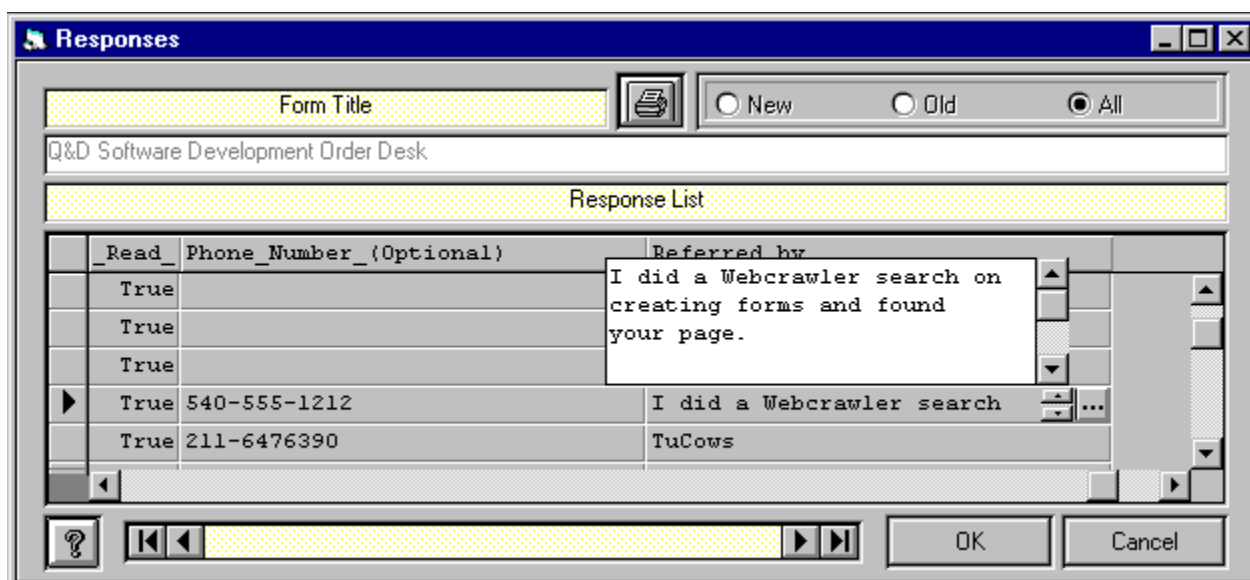 Responses
Form Title
New Old All
Q&D Software Development Order Desk
Response List
_Read_ Phone_Number_(Optional) Referred by
True
I did a Webcrawler search on
creating forms and found
your page.
True
True
True 540-555-1212 I did a Webcrawler search ...
True 211-6476390 TuCows
? OK Cancel